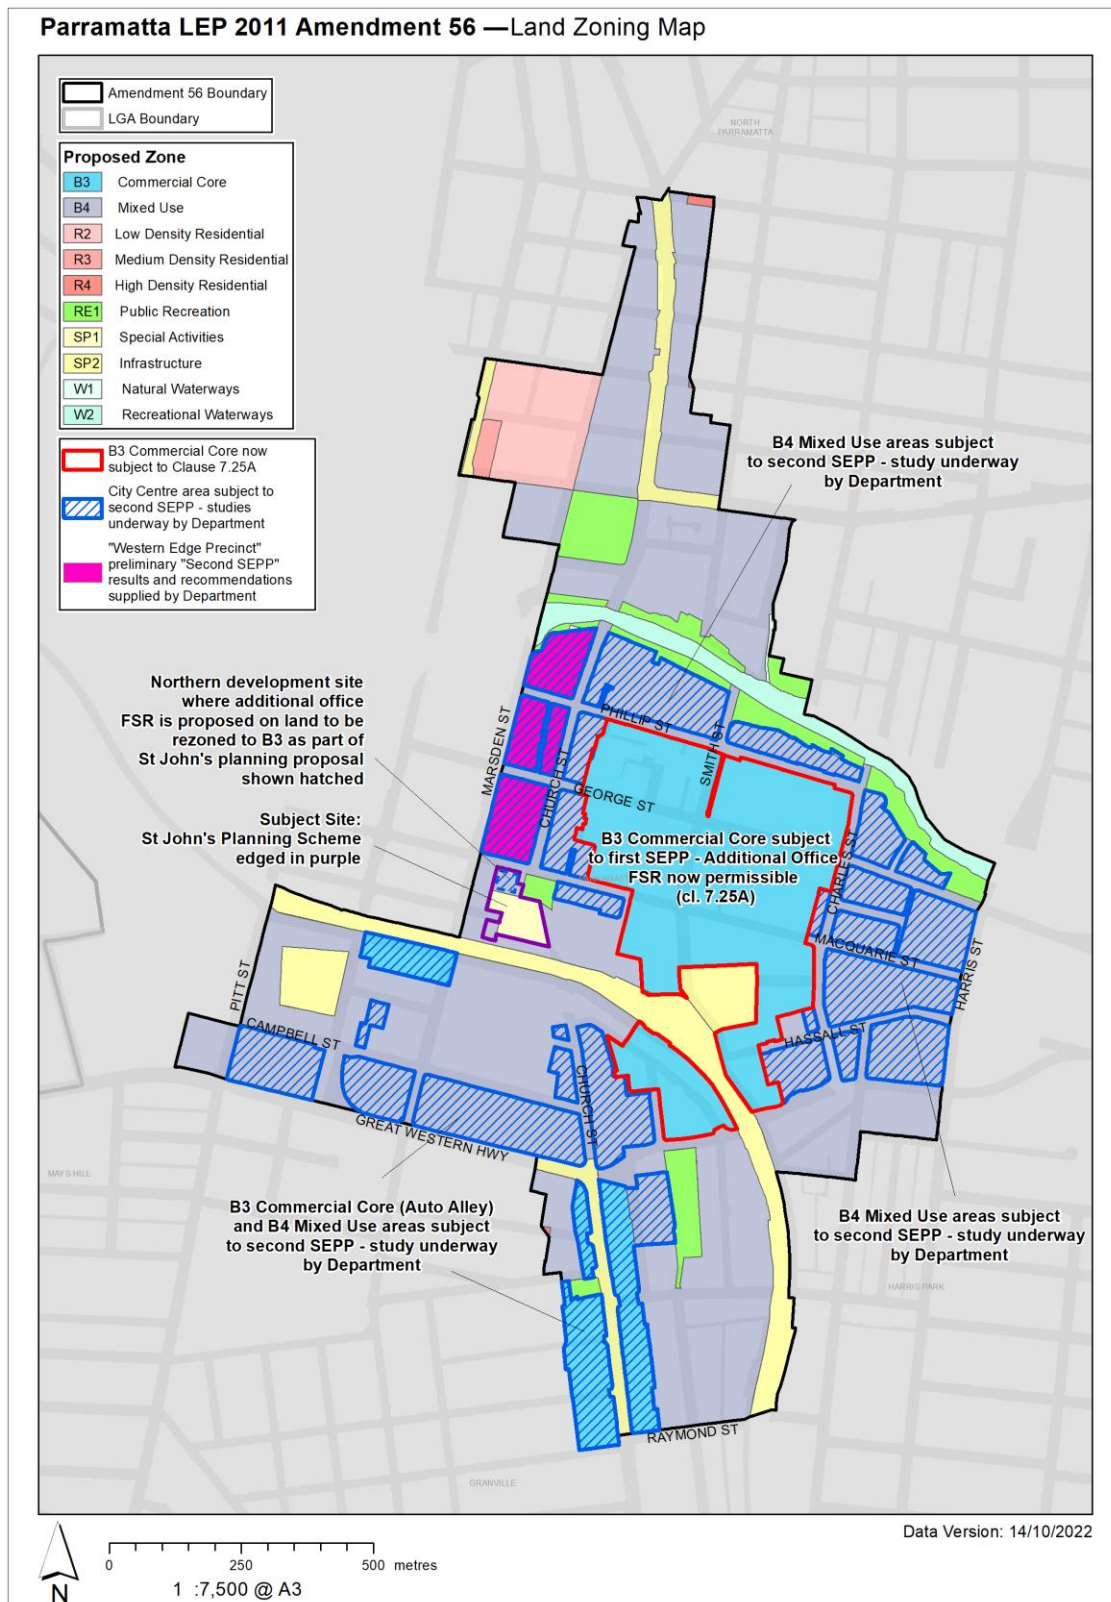 Parramatta LEP 2011 Amendment 56 —Land Zoning Map
Amendment 56 Boundary
LGA Boundary
Proposed Zone
B3 Commercial Core
B4 Mixed Use
R2 Low Density Residential
R3 Medium Density Residential
R4 High Density Residential
RE1 Public Recreation
SP1 Special Activities
SP2 Infrastructure
W1 Natural Waterways
W2 Recreational Waterways
B3 Commercial Core now
subject to Clause 7.25A
City Centre area subject to
second SEPP - studies
underway by Department
"Western Edge Precinct"
preliminary "Second SEPP"
results and recommendations
supplied by Department
NORTH
PARRAMATTA
B4 Mixed Use areas subject
to second SEPP - study underway
by Department
Northern development site
where additional office
FSR is proposed on land to be
rezoned to B3 as part of
St John's planning proposal
shown hatched
Subject Site:
St John's Planning Scheme
edged in purple
MARSDEN ST
CHURCH ST
PHILLIP ST
SMITH ST
GEORGE ST
B3 Commercial Core subject
to first SEPP - Additional Office
FSR now permissible
(cl. 7.25A)
CHARLES ST
MACQUARIE ST
HARRIS ST
HASSALL ST
PITT ST
CAMPBELL ST
CHURCH ST
GREAT WESTERN HWY
MAYS HILL
B3 Commercial Core (Auto Alley)
and B4 Mixed Use areas subject
to second SEPP - study underway
by Department
B4 Mixed Use areas subject
to second SEPP - study underway
by Department
HARRIS PARK
RAYMOND ST
GRANVILLE
Data Version: 14/10/2022
N
0 250 500 metres
1 :7,500 @ A3